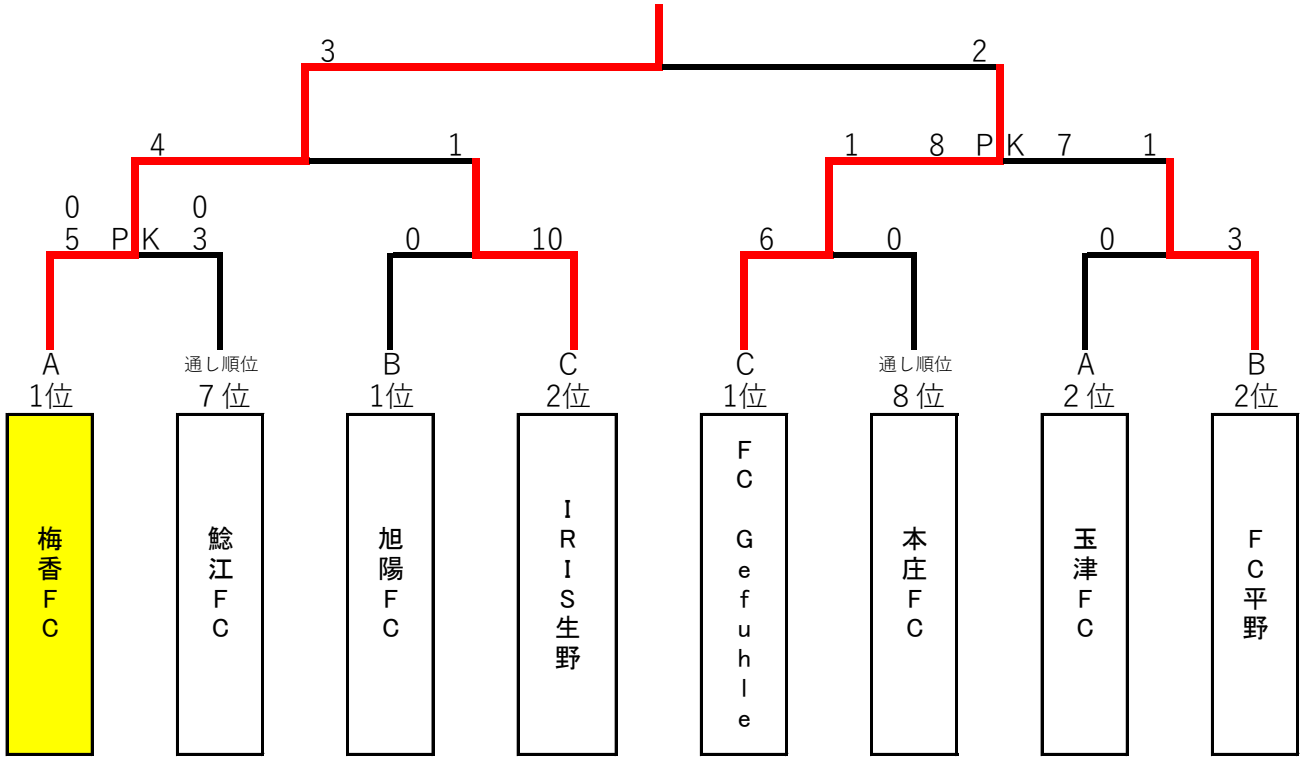 3 2
4 1 1 8 PK 7 1
0 0
5 PK 3 0 10 6 0 0 3
A 通し順位 B C C 通し順位 A B
1位 7位 1位 2位 1位 8位 2位 2位
梅香FC
鯰江FC
旭陽FC
IRIS生野
FC Gefuhle
本庄FC
玉津FC
FC平野